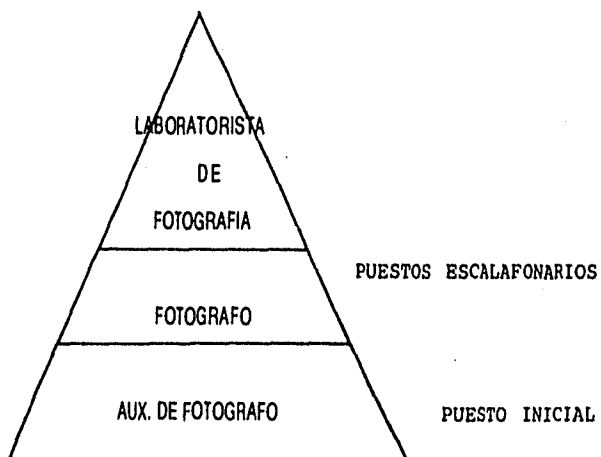 LABORATORISTA
DE
FOTOGRAFIA
PUESTOS ESCALAFONARIOS
FOTOGRAFO
AUX. DE FOTOGRAFO
PUESTO INICIAL